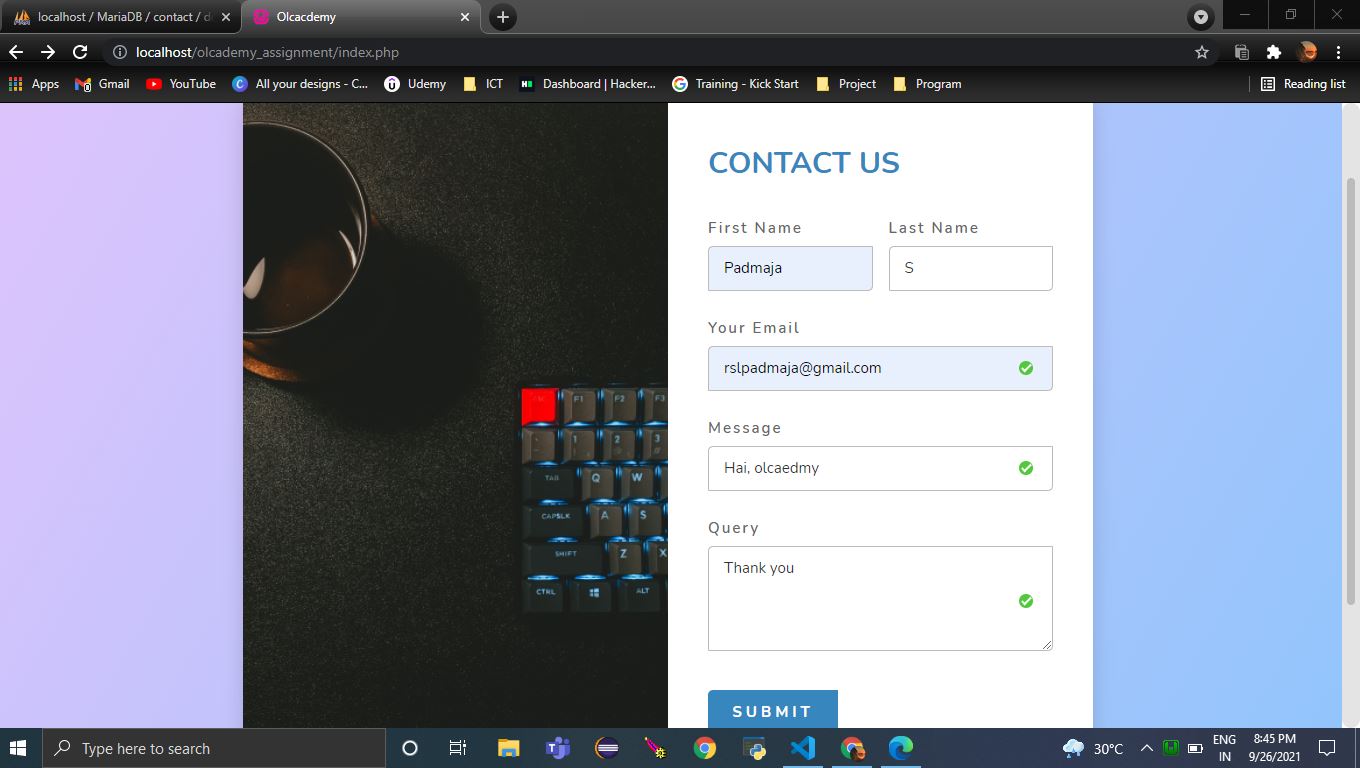 localhost / MariaDB / contact / d
Olcacdemy
localhost/olcademy_assignment/index.php
Apps
Gmail
YouTube
All your designs - C...
Udemy
ICT
Dashboard | Hacker...
Training - Kick Start
Project
Program
Reading list
CONTACT US
First Name
Last Name
Padmaja
S
Your Email
rslpadmaja@gmail.com
Message
Hai, olcaedmy
Query
Thank you
SUBMIT
F1
F2
F3
1
2
3
TAB
Q
W
CAPSLK
A
S
SHIFT
Z
X
CTRL
ALT
Type here to search
30°C
ENG
IN
8:45 PM
9/26/2021